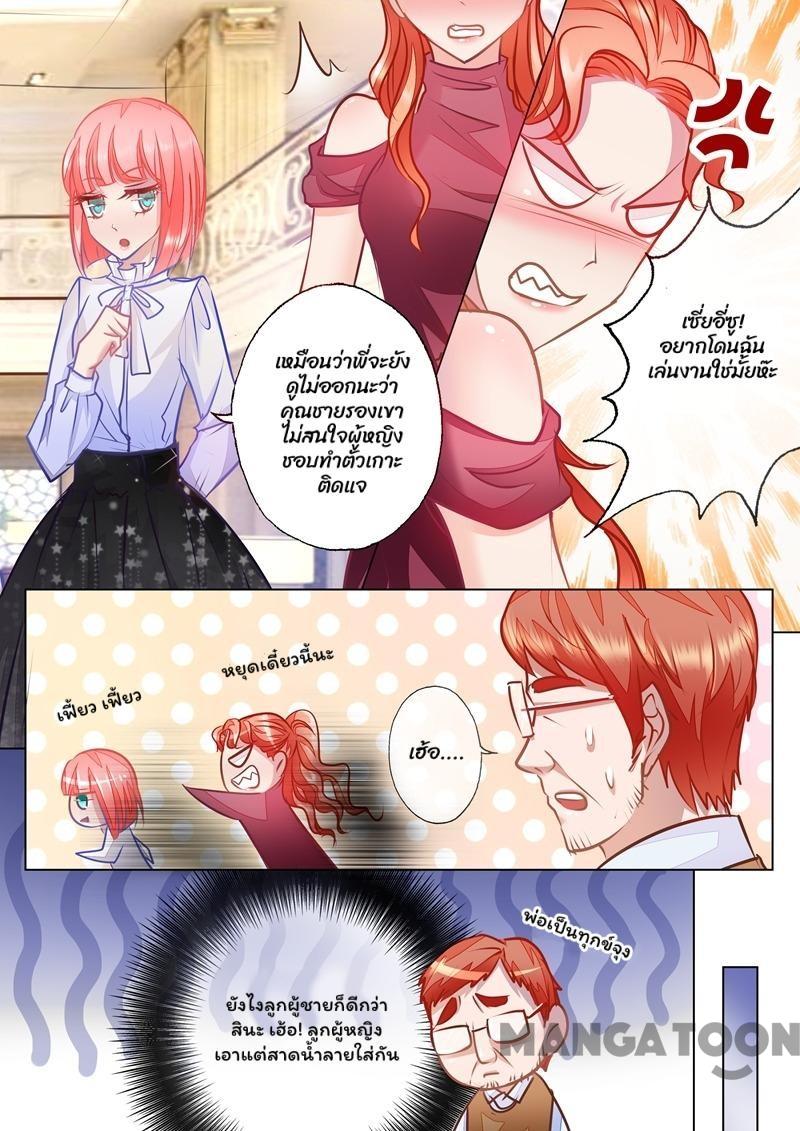 เหมือนว่าพี่จะยัง
ดูไม่ออกนะว่า
คุณชายรองเขา
ไม่สนใจผู้หญิง
ชอบทำตัวเกาะ
ติดแจ
เซี่ยอี่ซู!
อยากโดนฉัน
เล่นงานใช่มั้ยห๊ะ
เฟี้ยว เฟี้ยว
หยุดเดี๋ยวนี้นะ
เฮ้อ....
พ่อเป็นทุกข์จุง
ยังไงลูกผู้ชายก็ดีกว่า
สินะ เฮ้อ! ลูกผู้หญิง
เอาแต่สาดน้ำลายใส่กัน
MANGATOON